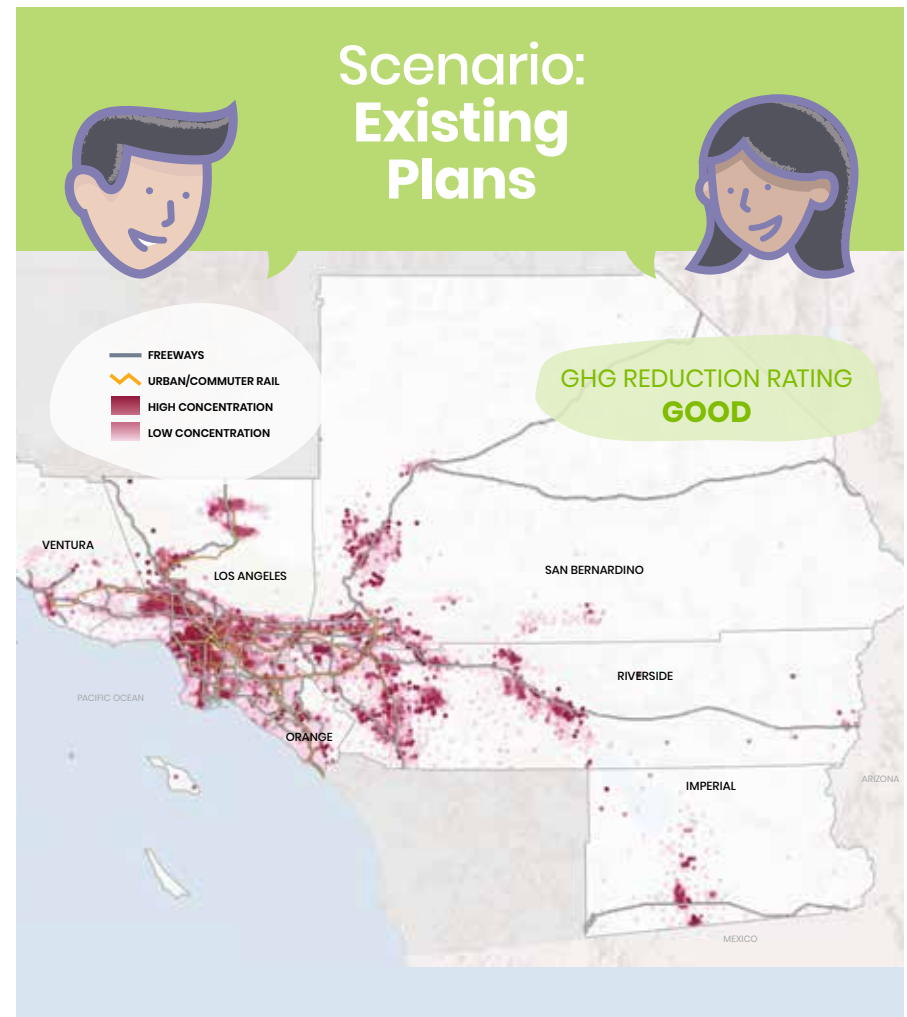 Scenario:
Existing
Plans
FREEWAYS
URBAN/COMMUTER RAIL
HIGH CONCENTRATION
LOW CONCENTRATION
GHG REDUCTION RATING
GOOD
VENTURA
LOS ANGELES
SAN BERNARDINO
RIVERSIDE
PACIFIC OCEAN
ORANGE
IMPERIAL
ARIZONA
MEXICO